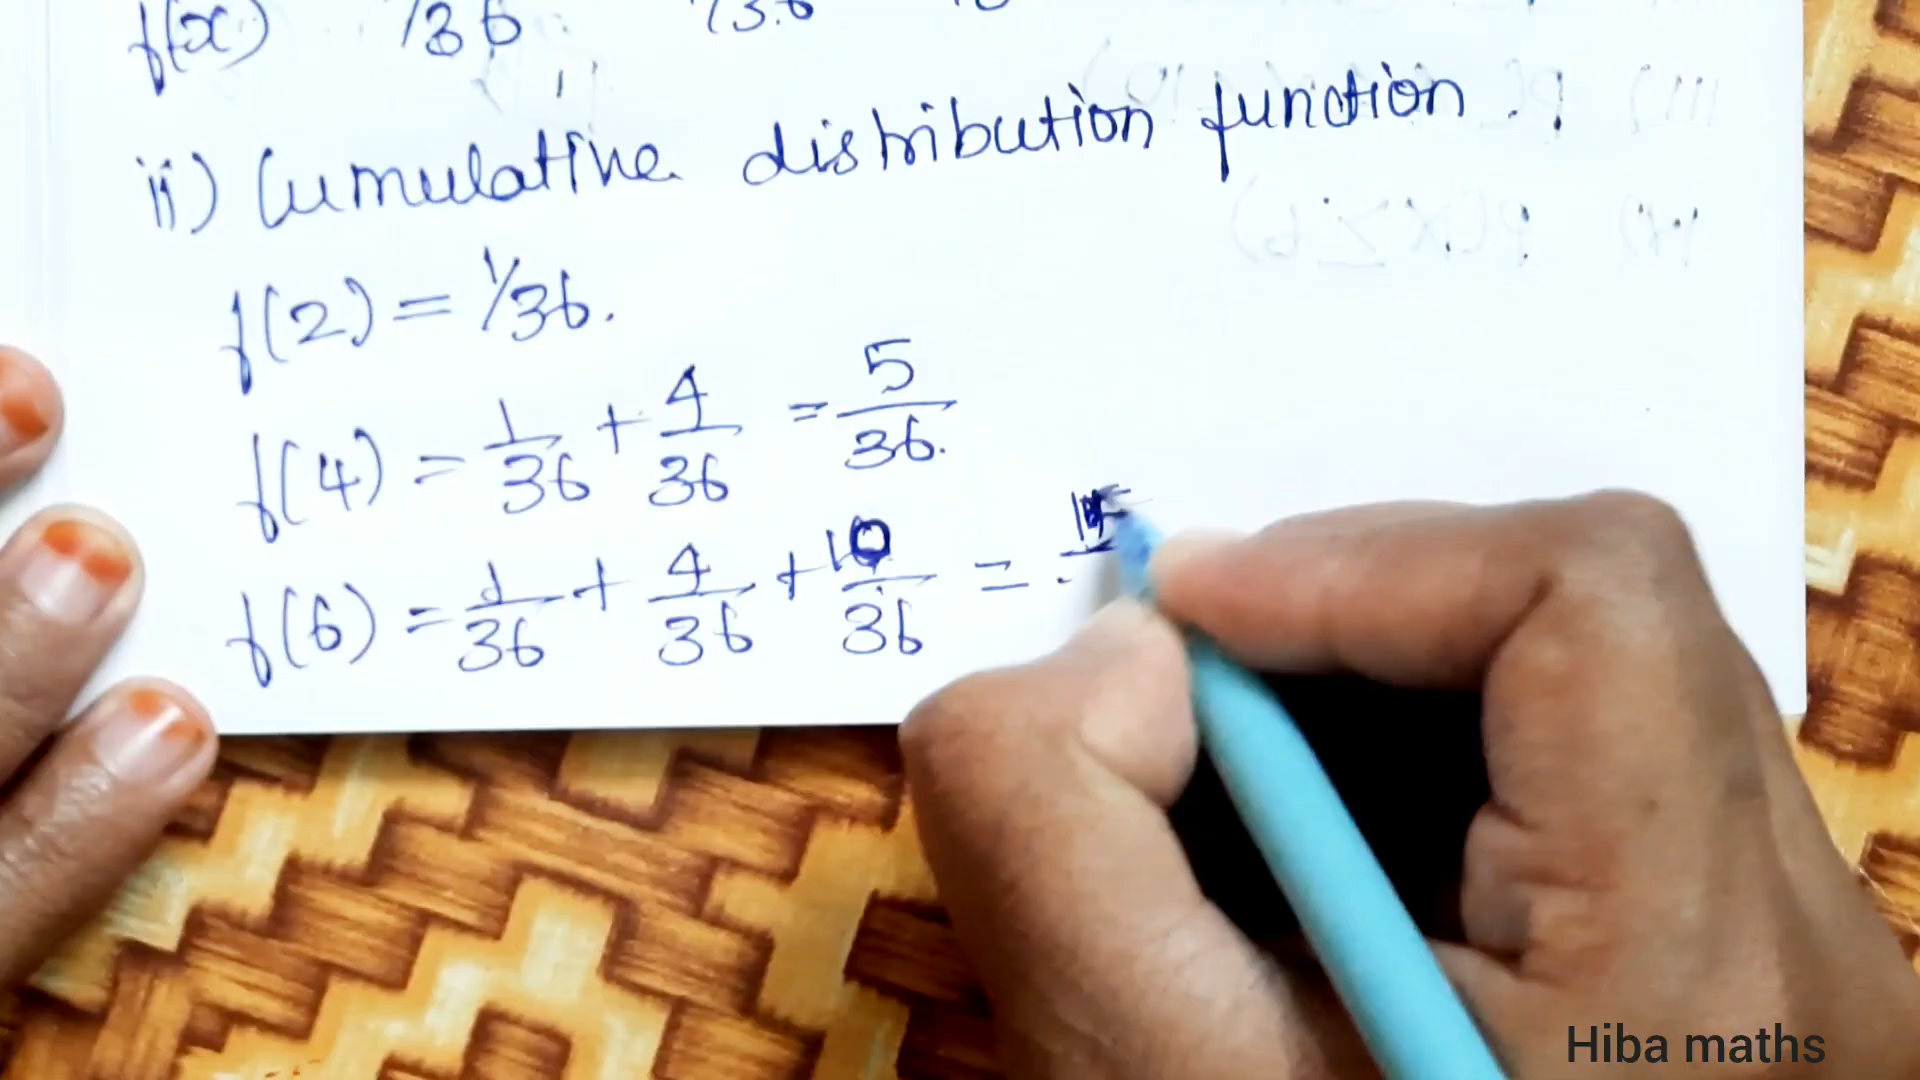 f(x) 1/36 1/36
ii) Cumulative distribution function.
f(2) = 1/36.
f(4) = 1/36 + 4/36 = 5/36.
f(6) = 1/36 + 4/36 + 10/36 =
Hiba maths